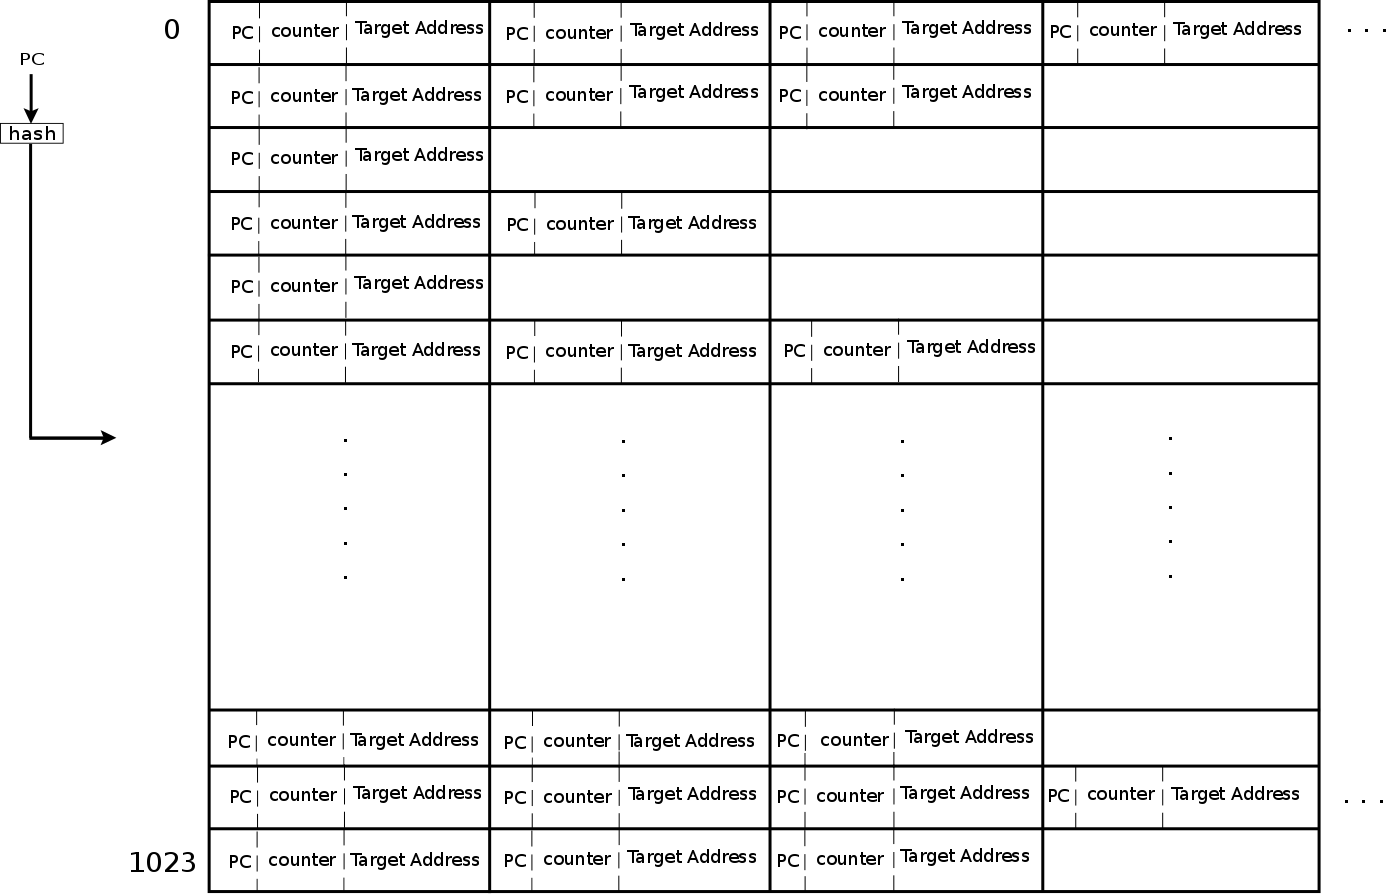 0 PC counter Target Address PC counter Target Address PC counter Target Address PC counter Target Address . . .
PC
PC counter Target Address PC counter Target Address PC counter Target Address
hash
PC counter Target Address
PC counter Target Address PC counter Target Address
PC counter Target Address
PC counter Target Address PC counter Target Address PC counter Target Address
. . . .
. . . .
. . . .
. . . .
. . . .
PC counter Target Address PC counter Target Address PC counter Target Address
PC counter Target Address PC counter Target Address PC counter Target Address PC counter Target Address . . .
1023 PC counter Target Address PC counter Target Address PC counter Target Address